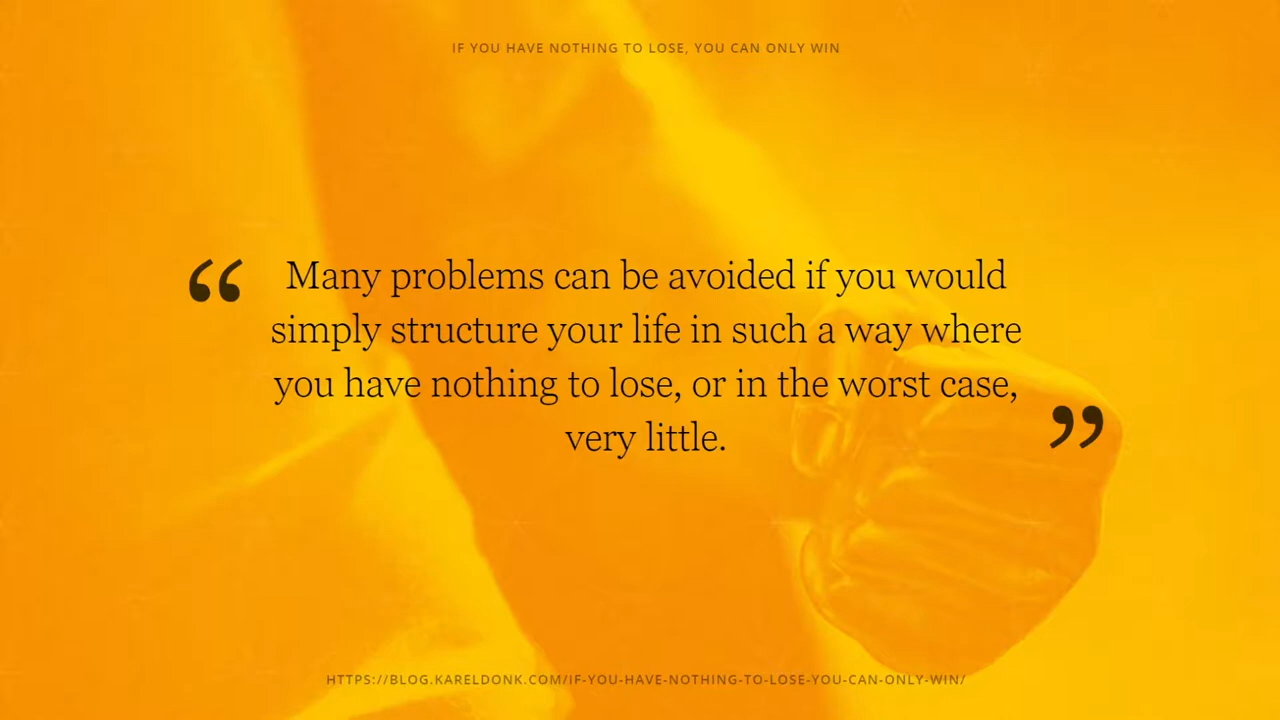 IF YOU HAVE NOTHING TO LOSE, YOU CAN ONLY WIN
“ Many problems can be avoided if you would
simply structure your life in such a way where
you have nothing to lose, or in the worst case,
very little. ”
HTTPS://BLOG.KARELDONK.COM/IF-YOU-HAVE-NOTHING-TO-LOSE-YOU-CAN-ONLY-WIN/